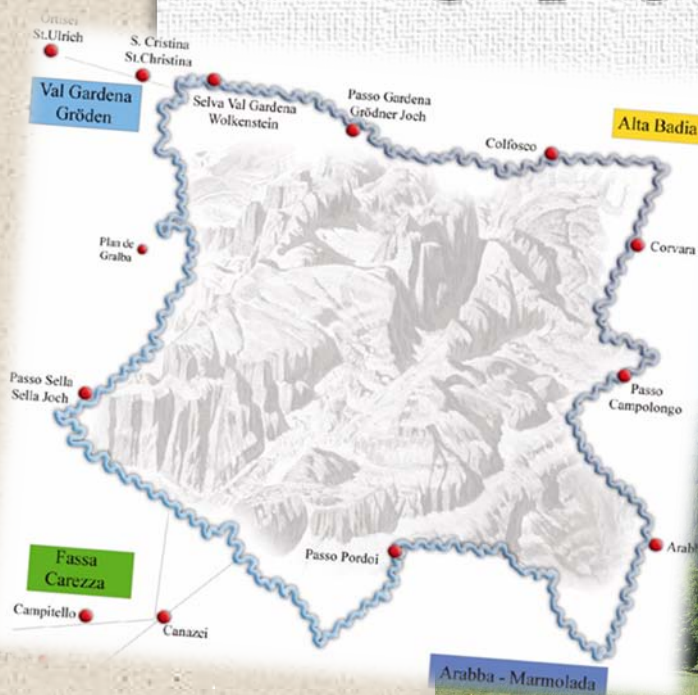 Ortisei
St.Ulrich
S. Cristina
St.Christina
Val Gardena
Gröden
Selva Val Gardena
Wolkenstein
Passo Gardena
Grödner Joch
Colfosco
Alta Badia
Plan de
Gralba
Corvara
Passo Sella
Sella Joch
Passo
Campolongo
Passo Pordoi
Arabb
Fassa
Carezza
Campitello
Canazei
Arabba - Marmolada